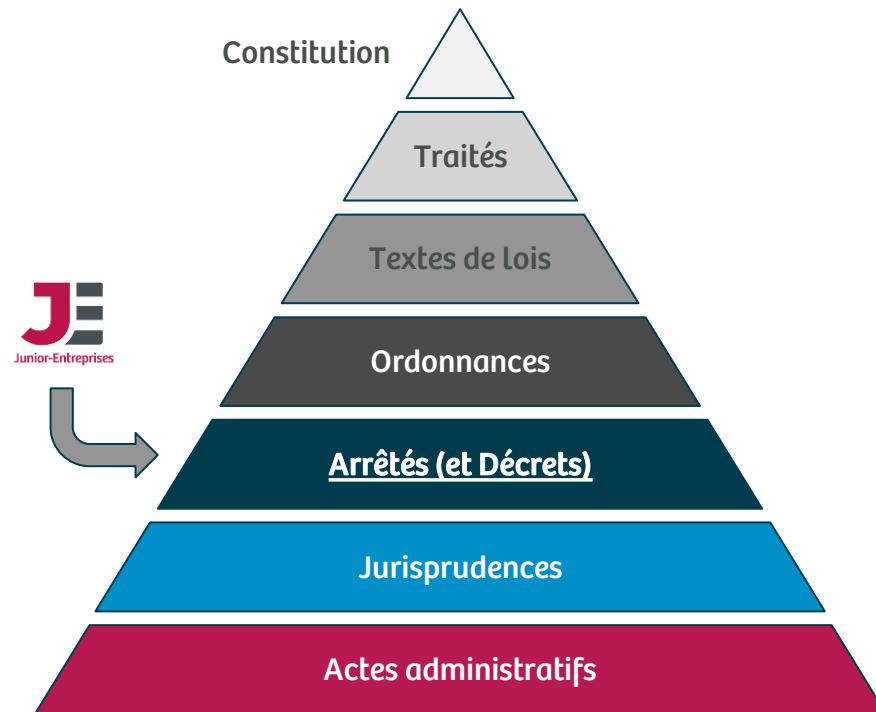 Constitution
Traités
Textes de lois
JE
Junior-Entreprises
Ordonnances
Arrêtés (et Décrets)
Jurisprudences
Actes administratifs